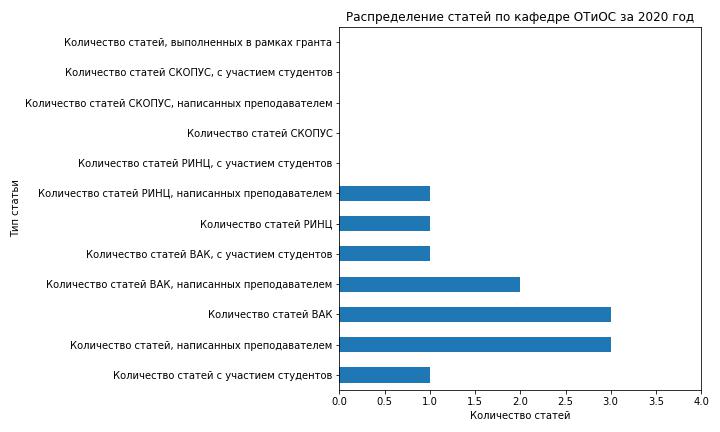 Распределение статей по кафедре ОТиОС за 2020 год
Количество статей, выполненных в рамках гранта
Количество статей СКОПУС, с участием студентов
Количество статей СКОПУС, написанных преподавателем
Количество статей СКОПУС
Количество статей РИНЦ, с участием студентов
Количество статей РИНЦ, написанных преподавателем
Количество статей РИНЦ
Количество статей ВАК, с участием студентов
Количество статей ВАК, написанных преподавателем
Количество статей ВАК
Количество статей, написанных преподавателем
Количество статей с участием студентов
Тип статьи
0.0 0.5 1.0 1.5 2.0 2.5 3.0 3.5 4.0
Количество статей